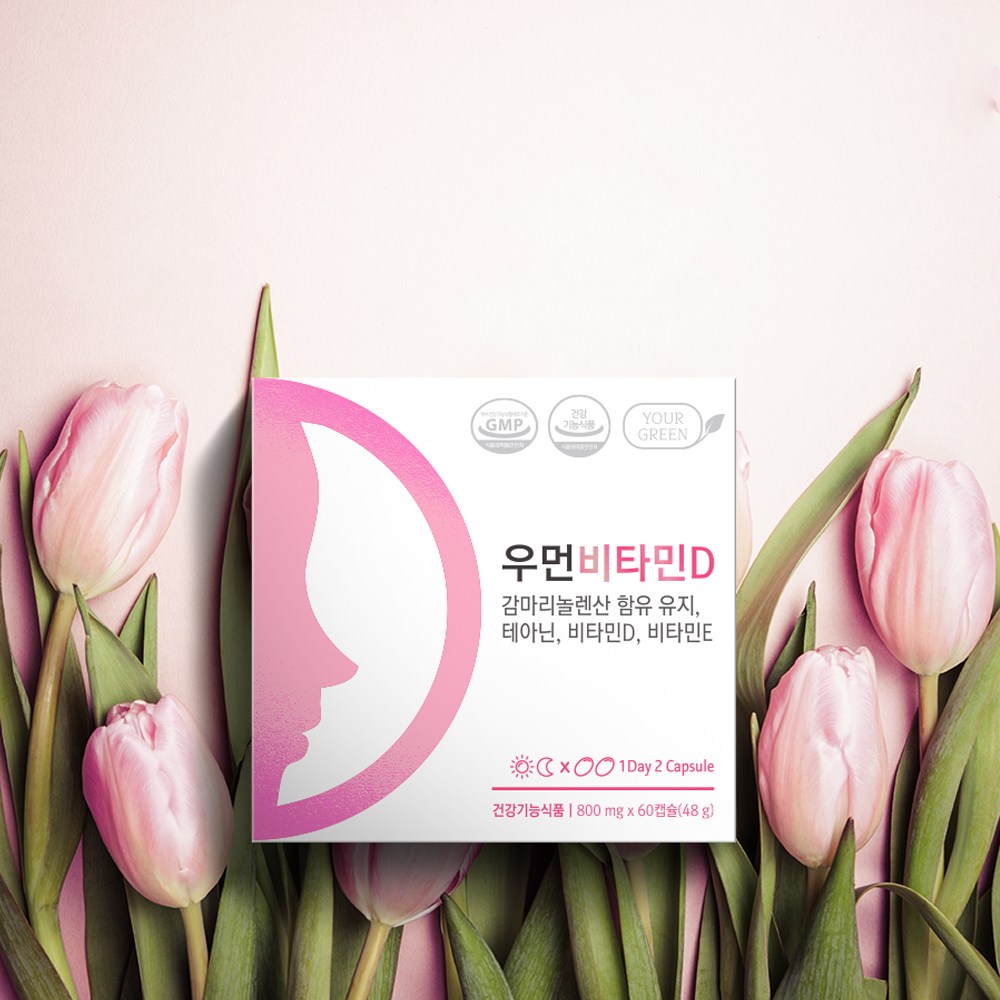 GMP
건강
기능식품
YOUR
GREEN
우먼비타민D
감마리놀렌산 함유 유지,
테아닌, 비타민D, 비타민E
x 1 Day 2 Capsule
건강기능식품 | 800 mg x 60캡슐(48 g)